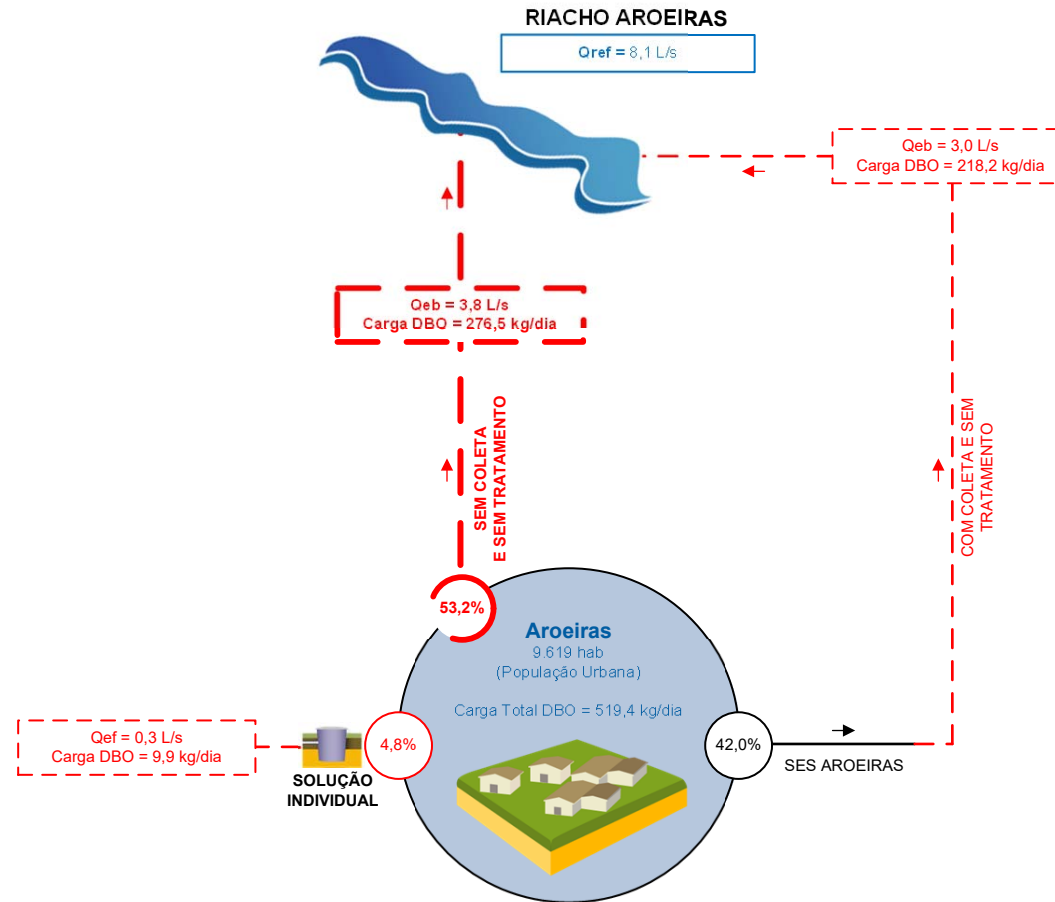 RIACHO AROEIRAS
Qref = 8,1 L/s
Qeb = 3,0 L/s
Carga DBO = 218,2 kg/dia
Qeb = 3,8 L/s
Carga DBO = 276,5 kg/dia
SEM COLETA
E SEM TRATAMENTO
COM COLETA E SEM
TRATAMENTO
53,2%
Aroeiras
9.619 hab
(População Urbana)
Carga Total DBO = 519,4 kg/dia
Qef = 0,3 L/s
Carga DBO = 9,9 kg/dia
4,8%
SOLUÇÃO
INDIVIDUAL
42,0%
SES AROEIRAS